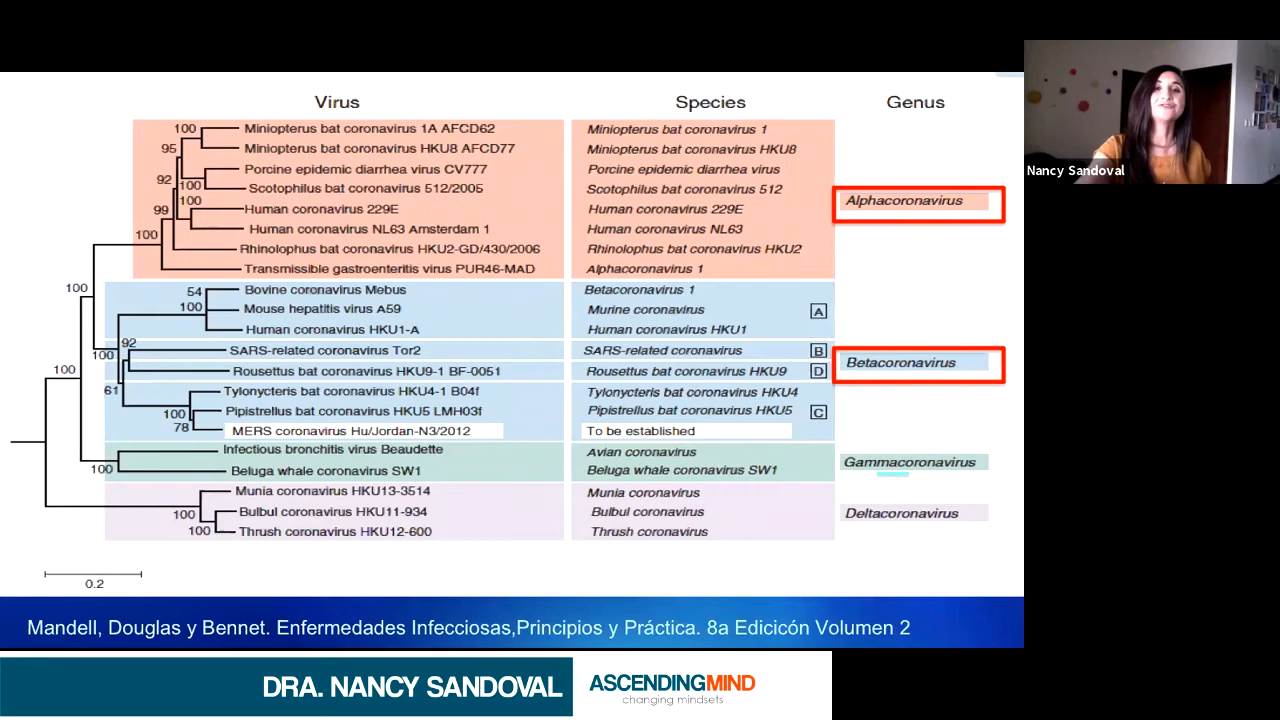 Virus Species Genus
100 Miniopterus bat coronavirus 1A AFCD62 Miniopterus bat coronavirus 1
95 Miniopterus bat coronavirus HKU8 AFCD77 Miniopterus bat coronavirus HKU8
Porcine epidemic diarrhea virus CV777 Porcine epidemic diarrhea virus
92 100 Scotophilus bat coronavirus 512/2005 Scotophilus bat coronavirus 512
100 Human coronavirus 229E Human coronavirus 229E Alphacoronavirus
99 Human coronavirus NL63 Amsterdam 1 Human coronavirus NL63
100 Rhinolophus bat coronavirus HKU2-GD/430/2006 Rhinolophus bat coronavirus HKU2
Transmissible gastroenteritis virus PUR46-MAD Alphacoronavirus 1
100 54 Bovine coronavirus Mebus Betacoronavirus 1
100 Mouse hepatitis virus A59 Murine coronavirus A
Human coronavirus HKU1-A Human coronavirus HKU1
100 92 SARS-related coronavirus Tor2 SARS-related coronavirus B
100 Rousettus bat coronavirus HKU9-1 BF-0051 Rousettus bat coronavirus HKU9 D Betacoronavirus
61 Tylonycteris bat coronavirus HKU4-1 B04f Tylonycteris bat coronavirus HKU4
100 Pipistrellus bat coronavirus HKU5 LMH03f Pipistrellus bat coronavirus HKU5 C
78 MERS coronavirus Hu/Jordan-N3/2012 To be established
Infectious bronchitis virus Beaudette Avian coronavirus
100 Beluga whale coronavirus SW1 Beluga whale coronavirus SW1 Gammacoronavirus
Munia coronavirus HKU13-3514 Munia coronavirus
100 Bulbul coronavirus HKU11-934 Bulbul coronavirus Deltacoronavirus
100 Thrush coronavirus HKU12-600 Thrush coronavirus
0.2
Mandell, Douglas y Bennet. Enfermedades Infecciosas,Principios y Práctica. 8a Edicicón Volumen 2
DRA. NANCY SANDOVAL
ASCENDINGMIND
changing mindsets
Nancy Sandoval